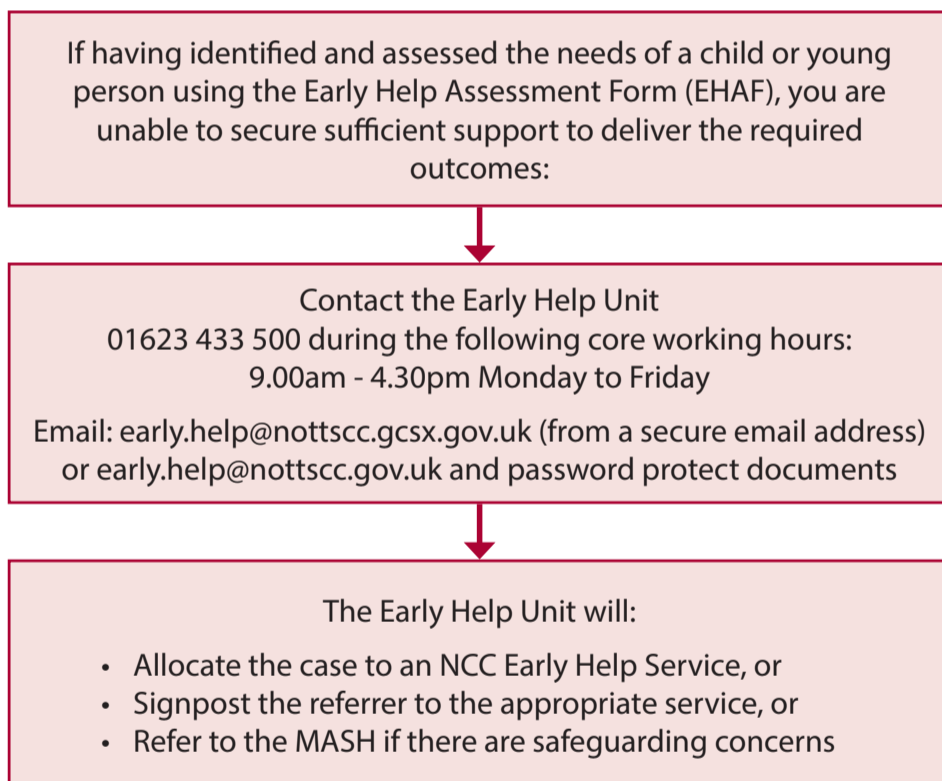 If having identified and assessed the needs of a child or young
person using the Early Help Assessment Form (EHAF), you are
unable to secure sufficient support to deliver the required
outcomes:
Contact the Early Help Unit
01623 433 500 during the following core working hours:
9.00am - 4.30pm Monday to Friday
Email: early.help@nottscc.gcsx.gov.uk (from a secure email address)
or early.help@nottscc.gov.uk and password protect documents
The Early Help Unit will:
• Allocate the case to an NCC Early Help Service, or
• Signpost the referrer to the appropriate service, or
• Refer to the MASH if there are safeguarding concerns